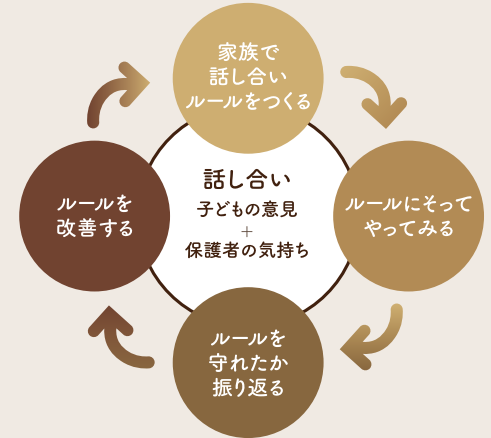 家族で
話し合い
ルールをつくる
ルールにそって
やってみる
ルールを
守れたか
振り返る
ルールを
改善する
話し合い
子どもの意見
+
保護者の気持ち